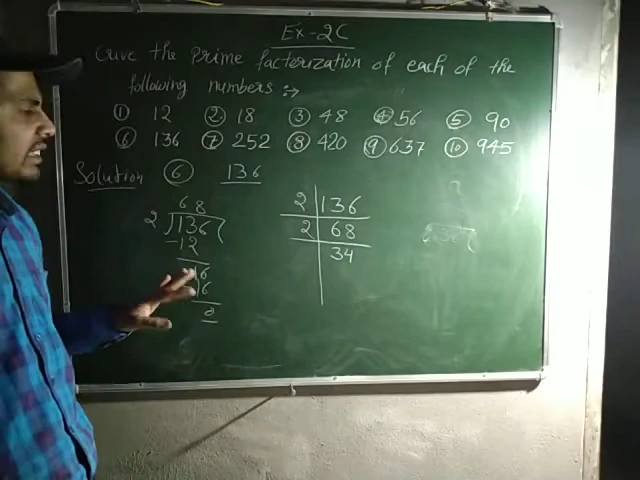 Ex-2C
Give the Prime factorization of each of the
following numbers :→
① 12 ② 18 ③ 48 ④ 56 ⑤ 90
⑥ 136 ⑦ 252 ⑧ 420 ⑨ 637 ⑩ 945
Solution ⑥ 136
68
2 136
-12
16
16
0
2 136
2 68
34